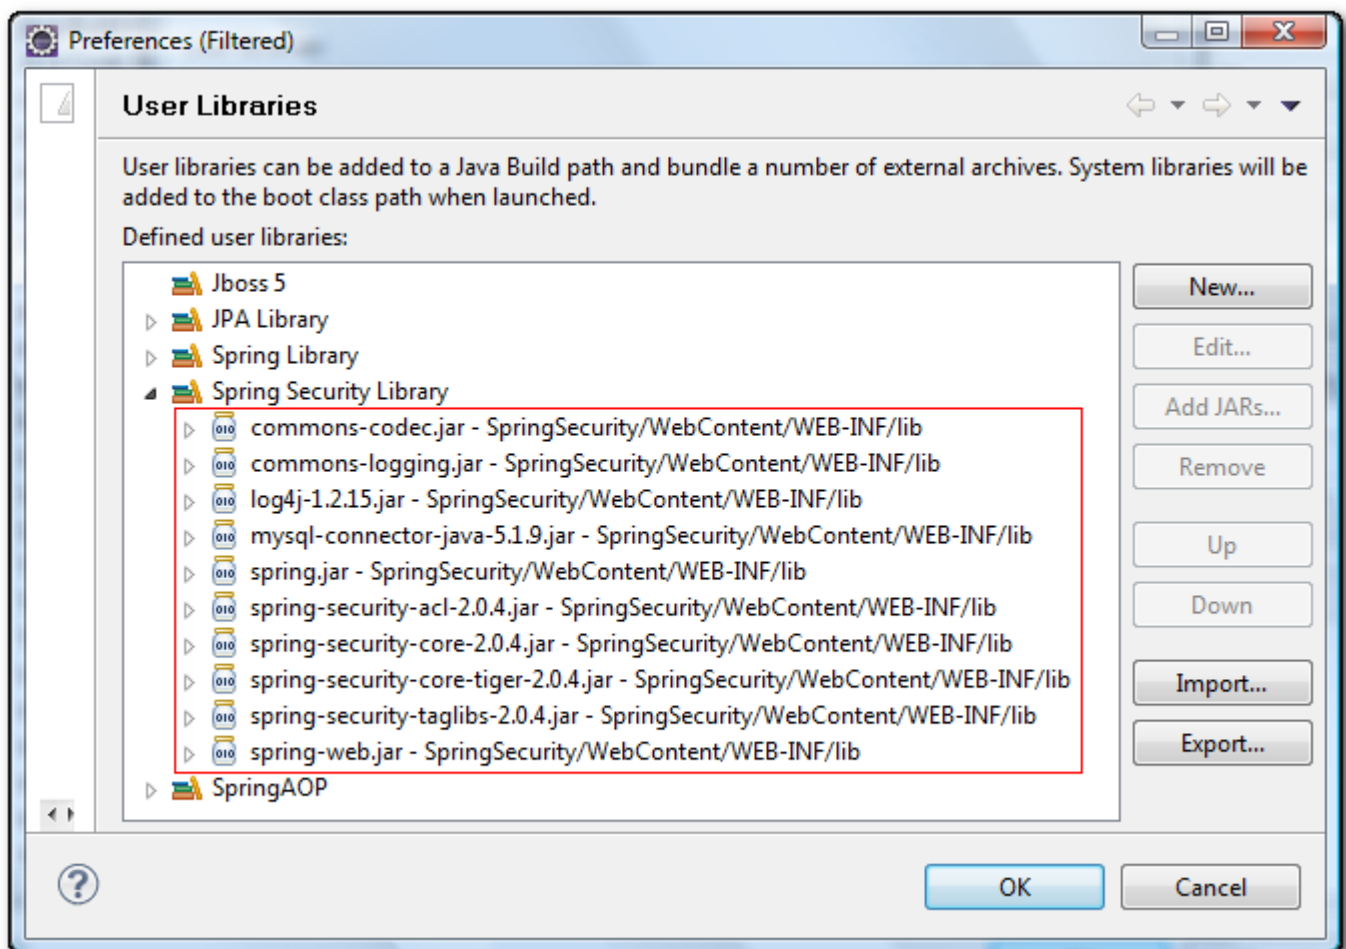 Preferences (Filtered)
User Libraries
User libraries can be added to a Java Build path and bundle a number of external archives. System libraries will be
added to the boot class path when launched.
Defined user libraries:
Jboss 5
JPA Library
Spring Library
Spring Security Library
commons-codec.jar - SpringSecurity/WebContent/WEB-INF/lib
commons-logging.jar - SpringSecurity/WebContent/WEB-INF/lib
log4j-1.2.15.jar - SpringSecurity/WebContent/WEB-INF/lib
mysql-connector-java-5.1.9.jar - SpringSecurity/WebContent/WEB-INF/lib
spring.jar - SpringSecurity/WebContent/WEB-INF/lib
spring-security-acl-2.0.4.jar - SpringSecurity/WebContent/WEB-INF/lib
spring-security-core-2.0.4.jar - SpringSecurity/WebContent/WEB-INF/lib
spring-security-core-tiger-2.0.4.jar - SpringSecurity/WebContent/WEB-INF/lib
spring-security-taglibs-2.0.4.jar - SpringSecurity/WebContent/WEB-INF/lib
spring-web.jar - SpringSecurity/WebContent/WEB-INF/lib
SpringAOP
New...
Edit...
Add JARs...
Remove
Up
Down
Import...
Export...
OK
Cancel